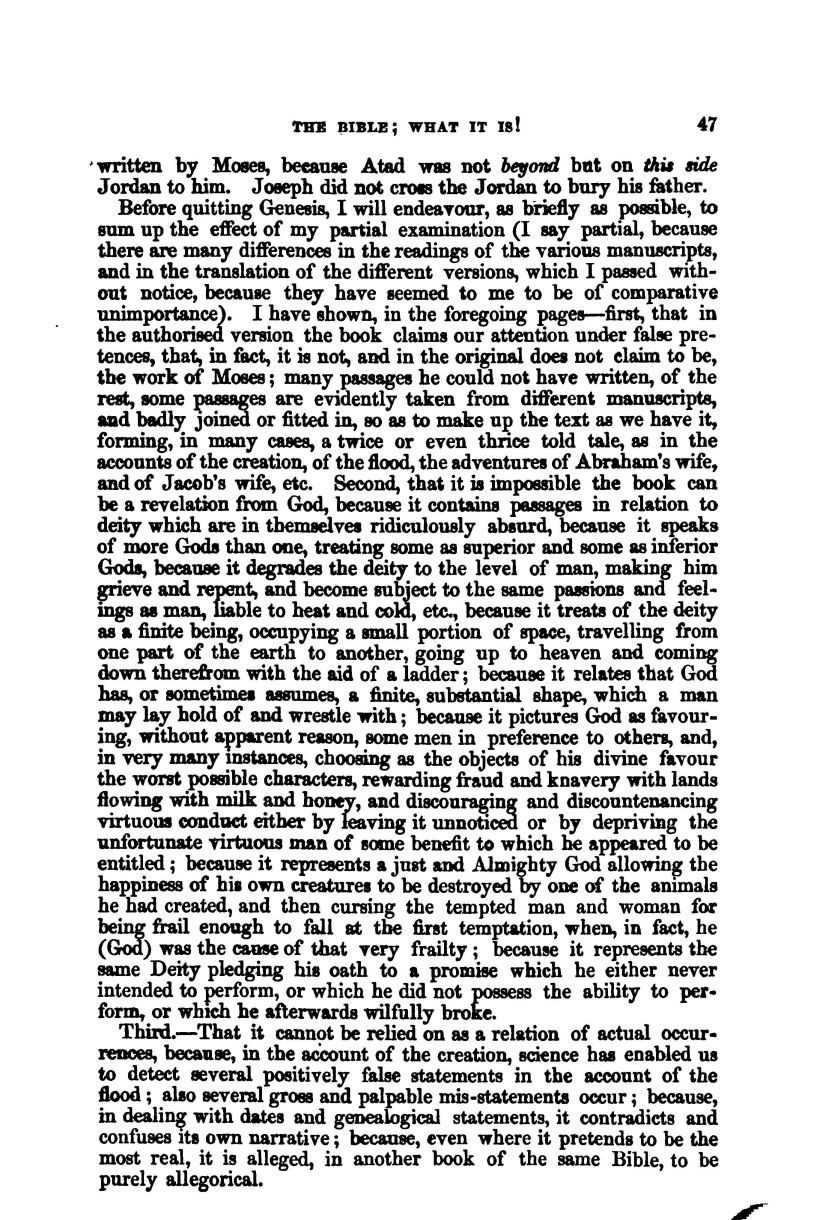 THE BIBLE; WHAT IT IS! 47
written by Moses, because Atad was not beyond but on this side
Jordan to him. Joseph did not cross the Jordan to bury his father.
Before quitting Genesis, I will endeavour, as briefly as possible, to
sum up the effect of my partial examination (I say partial, because
there are many differences in the readings of the various manuscripts,
and in the translation of the different versions, which I passed with-
out notice, because they have seemed to me to be of comparative
unimportance). I have shown, in the foregoing pages—first, that in
the authorised version the book claims our attention under false pre-
tences, that, in fact, it is not, and in the original does not claim to be,
the work of Moses; many passages he could not have written, of the
rest, some passages are evidently taken from different manuscripts,
and badly joined or fitted in, so as to make up the text as we have it,
forming, in many cases, a twice or even thrice told tale, as in the
accounts of the creation, of the flood, the adventures of Abraham's wife,
and of Jacob's wife, etc. Second, that it is impossible the book can
be a revelation from God, because it contains passages in relation to
deity which are in themselves ridiculously absurd, because it speaks
of more Gods than one, treating some as superior and some as inferior
Gods, because it degrades the deity to the level of man, making him
grieve and repent, and become subject to the same passions and feel-
ings as man, liable to heat and cold, etc., because it treats of the deity
as a finite being, occupying a small portion of space, travelling from
one part of the earth to another, going up to heaven and coming
down therefrom with the aid of a ladder; because it relates that God
has, or sometimes assumes, a finite, substantial shape, which a man
may lay hold of and wrestle with; because it pictures God as favour-
ing, without apparent reason, some men in preference to others, and,
in very many instances, choosing as the objects of his divine favour
the worst possible characters, rewarding fraud and knavery with lands
flowing with milk and honey, and discouraging and discountenancing
virtuous conduct either by leaving it unnoticed or by depriving the
unfortunate virtuous man of some benefit to which he appeared to be
entitled; because it represents a just and Almighty God allowing the
happiness of his own creatures to be destroyed by one of the animals
he had created, and then cursing the tempted man and woman for
being frail enough to fall at the first temptation, when, in fact, he
(God) was the cause of that very frailty; because it represents the
same Deity pledging his oath to a promise which he either never
intended to perform, or which he did not possess the ability to per-
form, or which he afterwards wilfully broke.
Third.—That it cannot be relied on as a relation of actual occur-
rences, because, in the account of the creation, science has enabled us
to detect several positively false statements in the account of the
flood; also several gross and palpable mis-statements occur; because,
in dealing with dates and genealogical statements, it contradicts and
confuses its own narrative; because, even where it pretends to be the
most real, it is alleged, in another book of the same Bible, to be
purely allegorical.